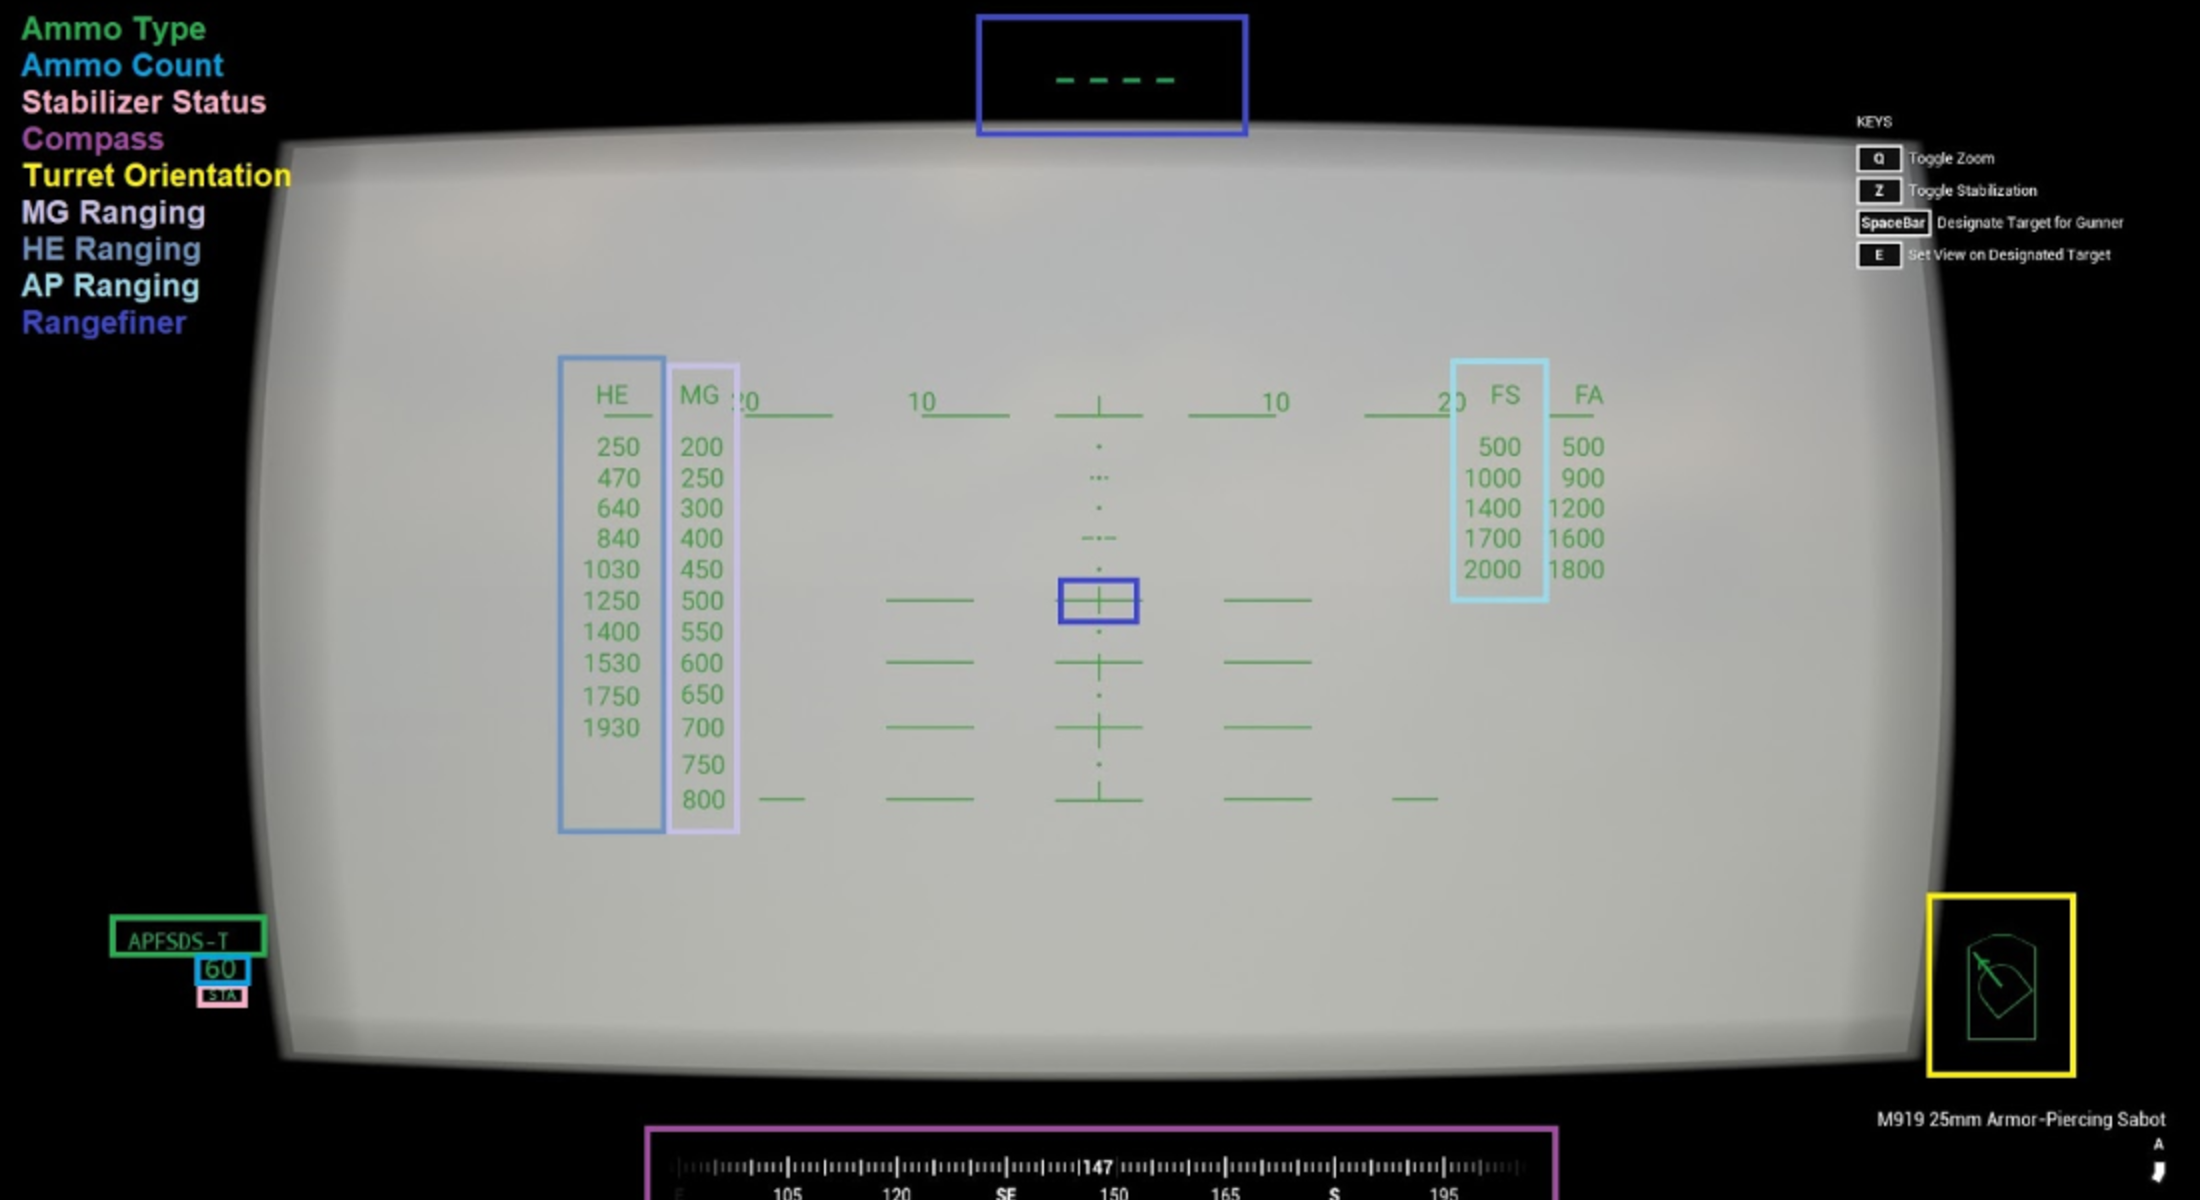 Ammo Type
Ammo Count
Stabilizer Status
Compass
Turret Orientation
MG Ranging
HE Ranging
AP Ranging
Rangefiner
----
KEYS
Q Toggle Zoom
Z Toggle Stabilization
SpaceBar Designate Target for Gunner
E Set View on Designated Target
HE MG 20 10 10 20 FS FA
250 200 500 500
470 250 1000 900
640 300 1400 1200
840 400 1700 1600
1030 450 2000 1800
1250 500
1400 550
1530 600
1750 650
1930 700
750
800
APFSDS-T
60
STA
M919 25mm Armor-Piercing Sabot
A
147
E 105 120 SE 150 165 S 195